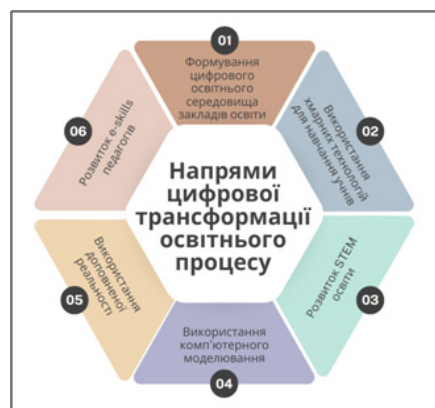 01
Формування
цифрового
освітнього
середовища
закладів освіти
02
Використання
хмарних технологій
для навчання учнів
03
Розвиток STEM
освіти
04
Використання
комп'ютерного
моделювання
05
Використання
доповненої
реальності
06
Розвиток e-skills
педагогів
Напрями
цифрової
трансформації
освітнього
процесу